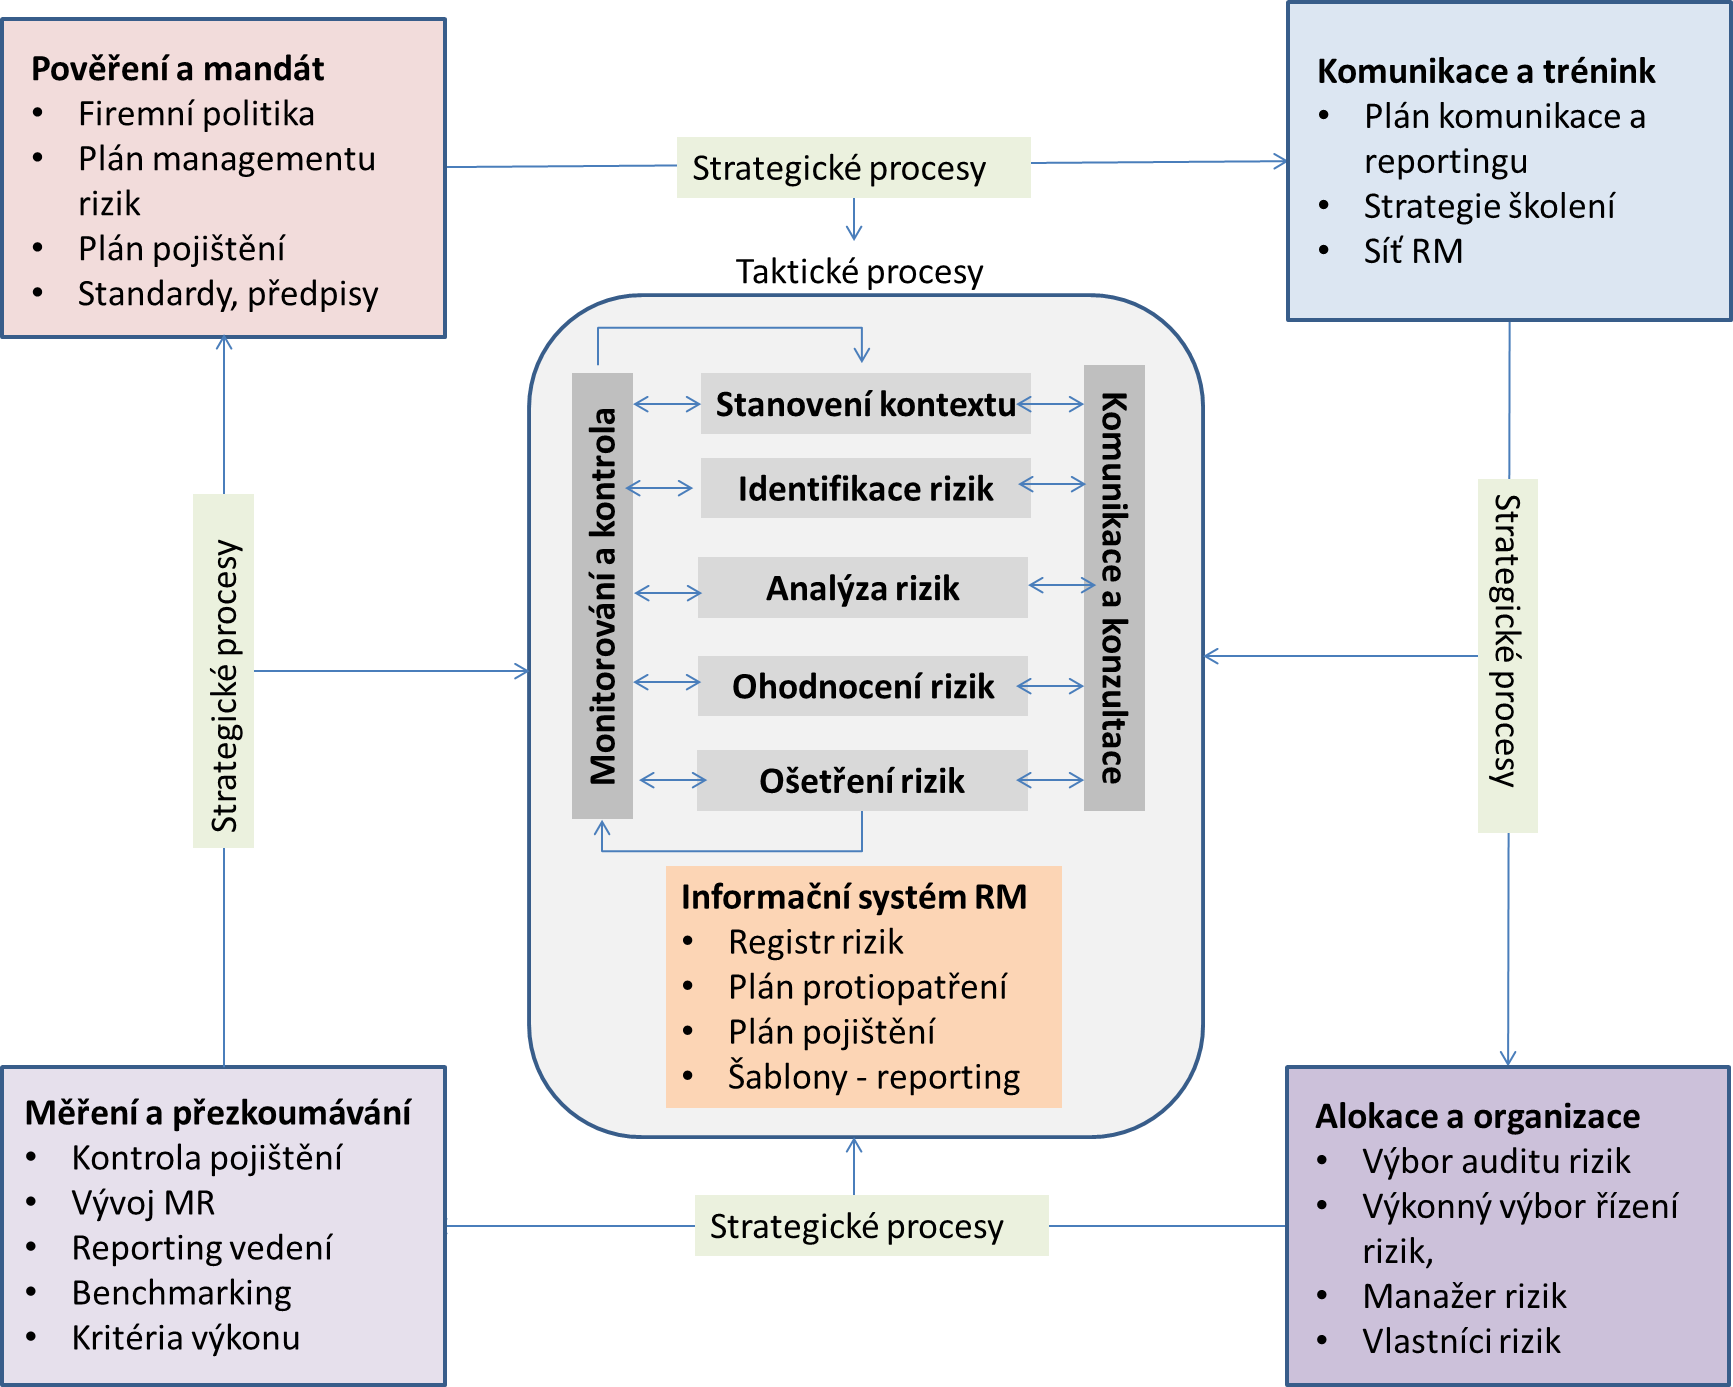 Pověření a mandát
• Firemní politika
• Plán managementu
rizik
• Plán pojištění
• Standardy, předpisy
Strategické procesy
Komunikace a trénink
• Plán komunikace a
reportingu
• Strategie školení
• Síť RM
Taktické procesy
Monitorování a kontrola
Stanovení kontextu
Identifikace rizik
Analýza rizik
Ohodnocení rizik
Ošetření rizik
Komunikace a konzultace
Strategické procesy
Strategické procesy
Informační systém RM
• Registr rizik
• Plán protiopatření
• Plán pojištění
• Šablony - reporting
Měření a přezkoumávání
• Kontrola pojištění
• Vývoj MR
• Reporting vedení
• Benchmarking
• Kritéria výkonu
Strategické procesy
Alokace a organizace
• Výbor auditu rizik
• Výkonný výbor řízení
rizik,
• Manažer rizik
• Vlastníci rizik